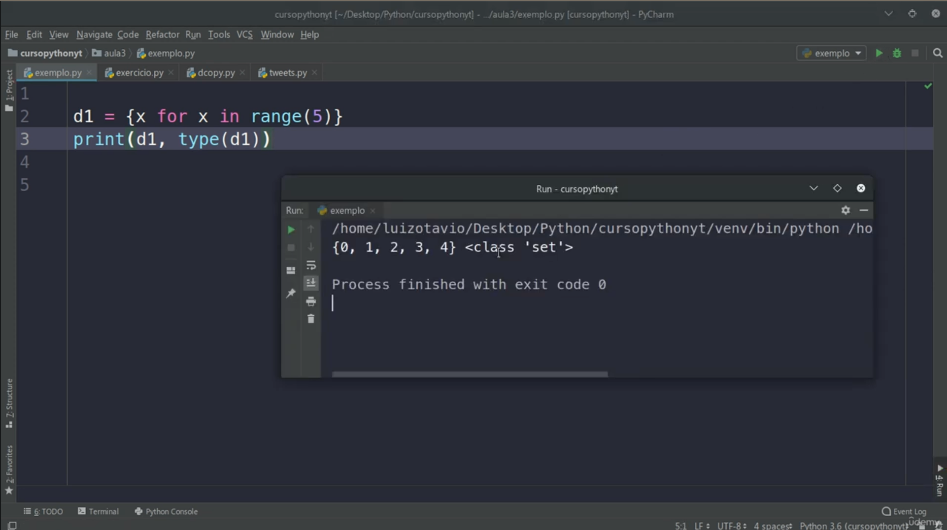 cursopythonyt [~/Desktop/Python/cursopythonyt] - .../aula3/exemplo.py [cursopythonyt] - PyCharm
File Edit View Navigate Code Refactor Run Tools VCS Window Help
cursopythonyt aula3 exemplo.py exemplo
exemplo.py exercicio.py dcopy.py tweets.py
1: Project
1
2 d1 = {x for x in range(5)}
3 print(d1, type(d1))
4
5
Run - cursopythonyt
Run: exemplo
/home/luizotavio/Desktop/Python/cursopythonyt/venv/bin/python /ho
{0, 1, 2, 3, 4} <class 'set'>
Process finished with exit code 0
7: Structure
2: Favorites
4: Run
6: TODO Terminal Python Console Event Log
5:1 LF UTF-8 4 spaces Python 3.6 (cursopythonyt)
udemy